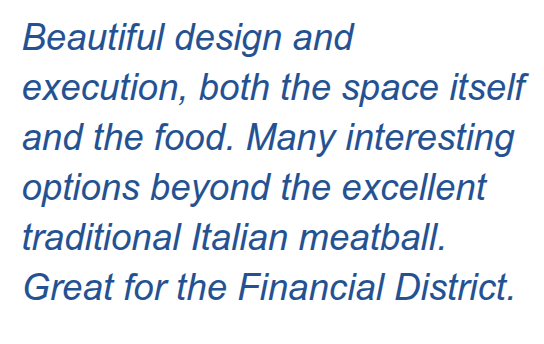 Beautiful design and
execution, both the space itself
and the food. Many interesting
options beyond the excellent
traditional Italian meatball.
Great for the Financial District.